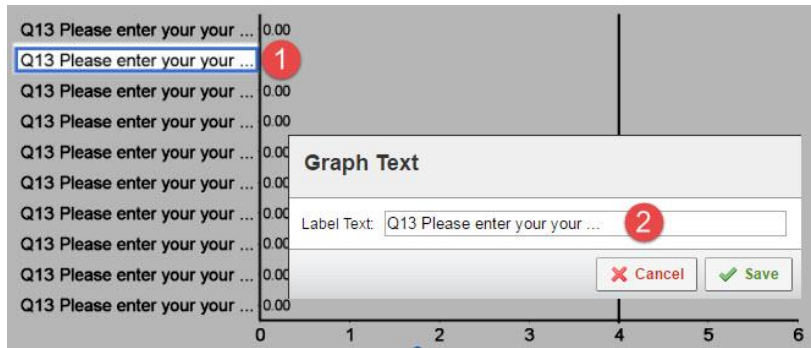 Q13 Please enter your your ... 0.00
Q13 Please enter your your ... 1
Q13 Please enter your your ... 0.00
Q13 Please enter your your ... 0.00
Q13 Please enter your your ... 0.00
Graph Text
Q13 Please enter your your ... 0.00
Q13 Please enter your your ... 0.00
Label Text: Q13 Please enter your your ... 2
Q13 Please enter your your ... 0.00
Q13 Please enter your your ... 0.00
Cancel Save
Q13 Please enter your your ... 0.00
0 1 2 3 4 5 6